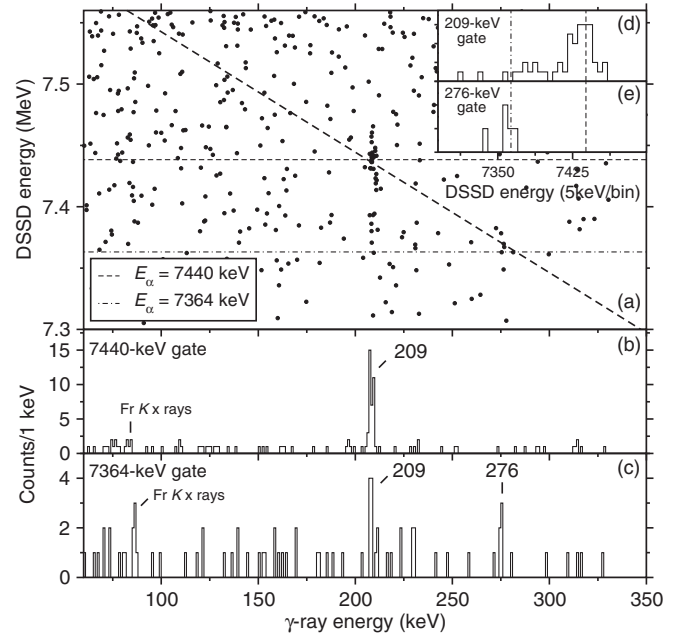 7.5
7.4
7.3
DSSD energy (MeV)
209-keV
gate
(d)
276-keV
gate
(e)
7350
7425
DSSD energy (5keV/bin)
Eα = 7440 keV
Eα = 7364 keV
(a)
7440-keV gate
(b)
209
Fr K x rays
15
10
5
0
Counts/1 keV
7364-keV gate
(c)
209
276
Fr K x rays
4
2
0
100
150
200
250
300
350
γ-ray energy (keV)